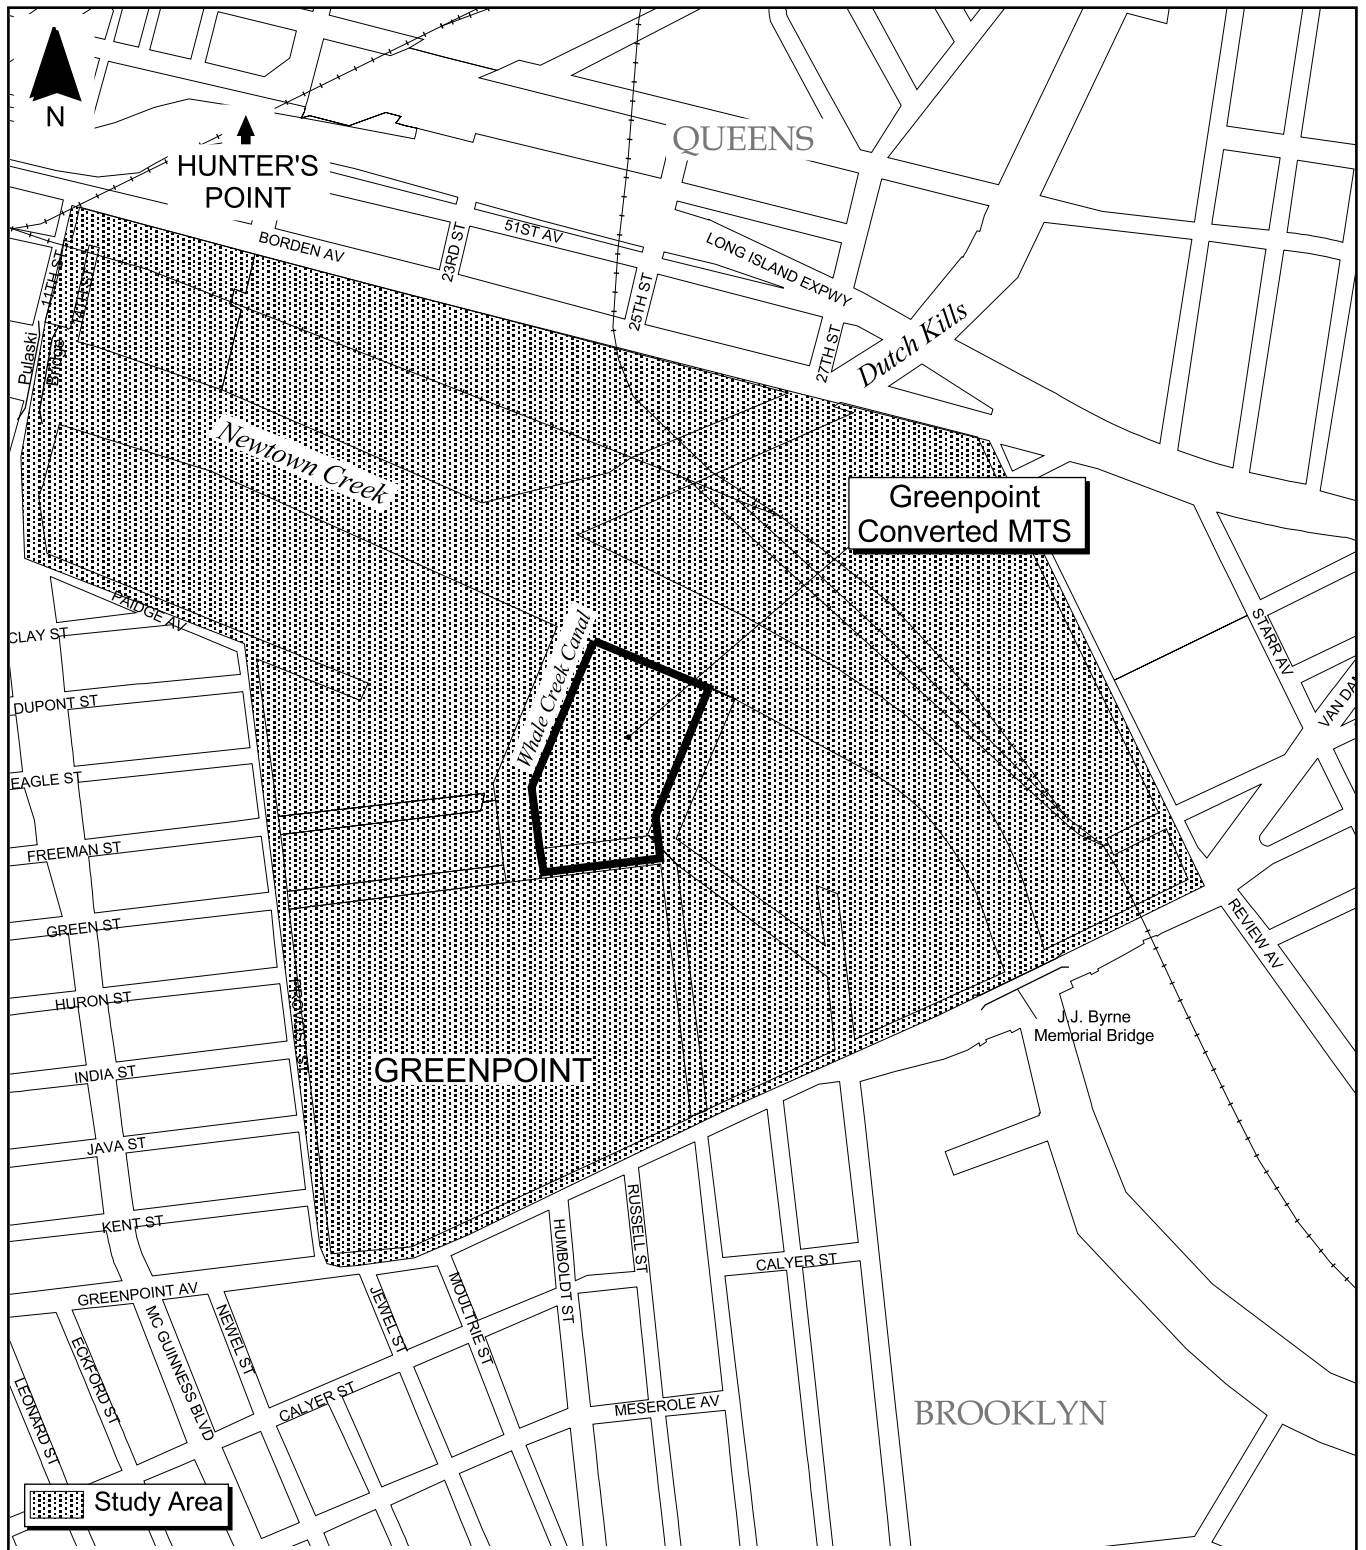 N
HUNTER'S
POINT
QUEENS
BORDEN AV
23RD ST
51ST AV
LONG ISLAND EXPWY
25TH ST
27TH ST
Dutch Kills
11TH ST
Pulaski
Bridge
Newtown Creek
Greenpoint
Converted MTS
PAIDGE AV
CLAY ST
Whale Creek Canal
STARR AV
DUPONT ST
EAGLE ST
FREEMAN ST
GREEN ST
REVIEW AV
HURON ST
PROVOST ST
J.J. Byrne
Memorial Bridge
INDIA ST
GREENPOINT
JAVA ST
KENT ST
RUSSELL ST
HUMBOLDT ST
CALYER ST
GREENPOINT AV
MC GUINNESS BLVD
NEWEL ST
JEWEL ST
MOULTRIE ST
ECKFORD ST
LEONARD ST
CALYER ST
MESEROLE AV
BROOKLYN
Study Area